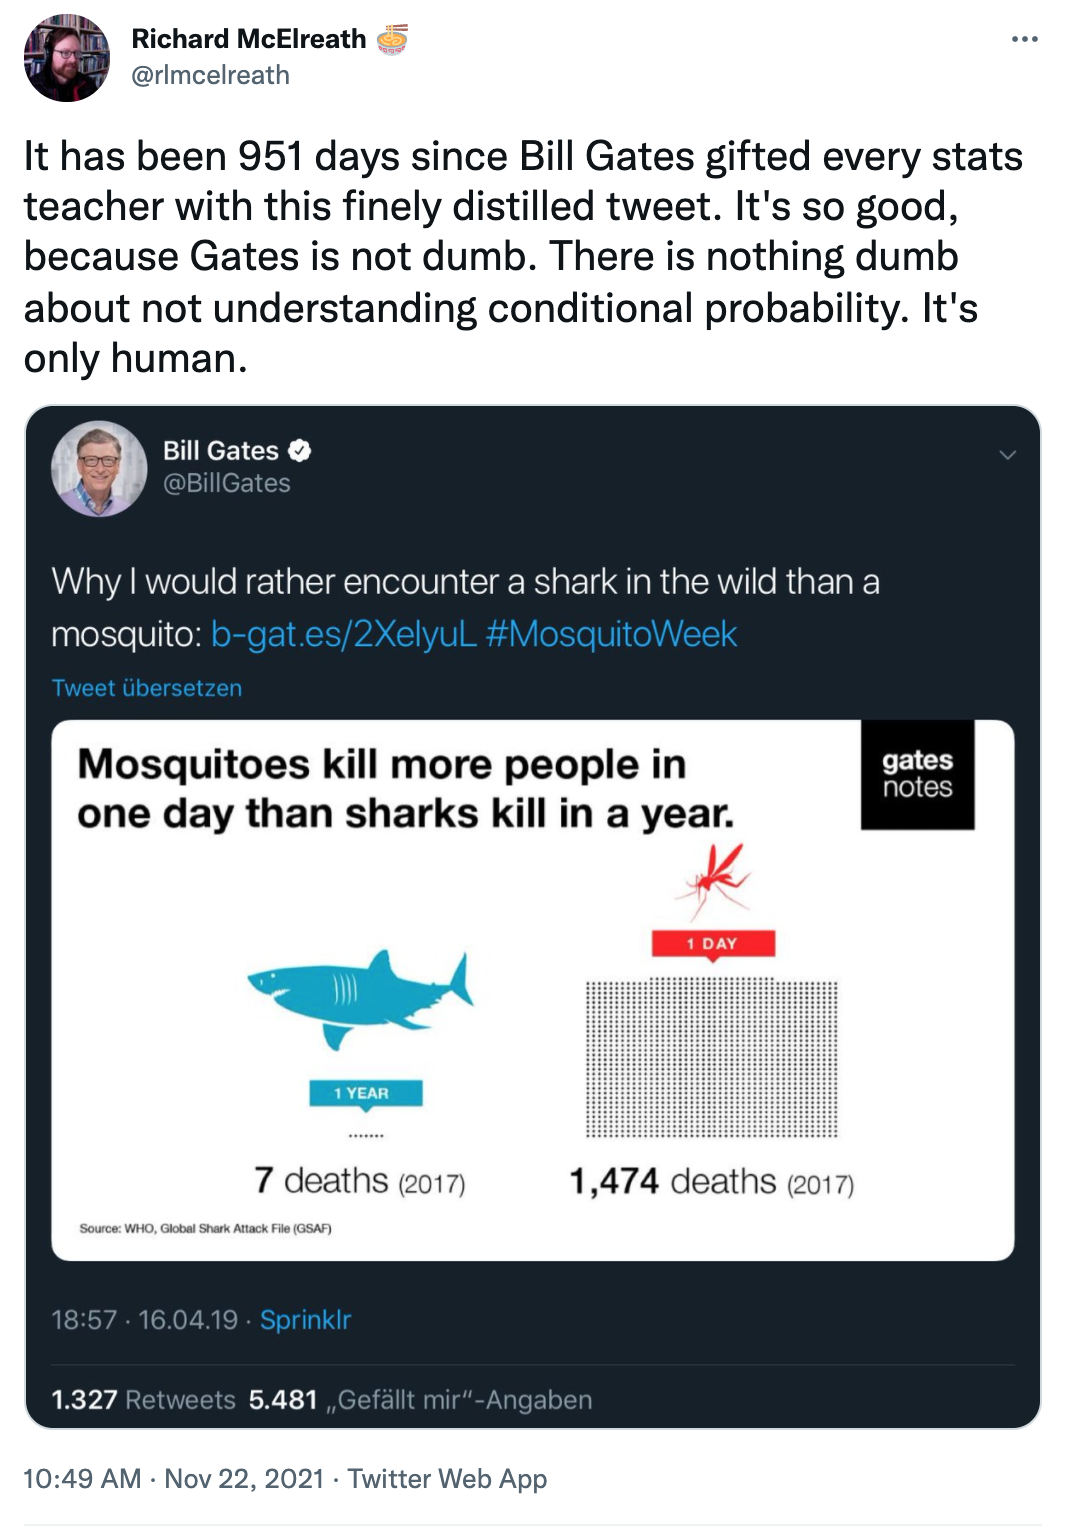 Richard McElreath 🍜
@rlmcelreath
It has been 951 days since Bill Gates gifted every stats
teacher with this finely distilled tweet. It's so good,
because Gates is not dumb. There is nothing dumb
about not understanding conditional probability. It's
only human.
Bill Gates
@BillGates
Why I would rather encounter a shark in the wild than a
mosquito: b-gat.es/2XelyuL #MosquitoWeek
Tweet übersetzen
Mosquitoes kill more people in
one day than sharks kill in a year.
gates
notes
1 DAY
1 YEAR
7 deaths (2017)
1,474 deaths (2017)
Source: WHO, Global Shark Attack File (GSAF)
18:57 · 16.04.19 · Sprinklr
1.327 Retweets 5.481 „Gefällt mir“-Angaben
10:49 AM · Nov 22, 2021 · Twitter Web App